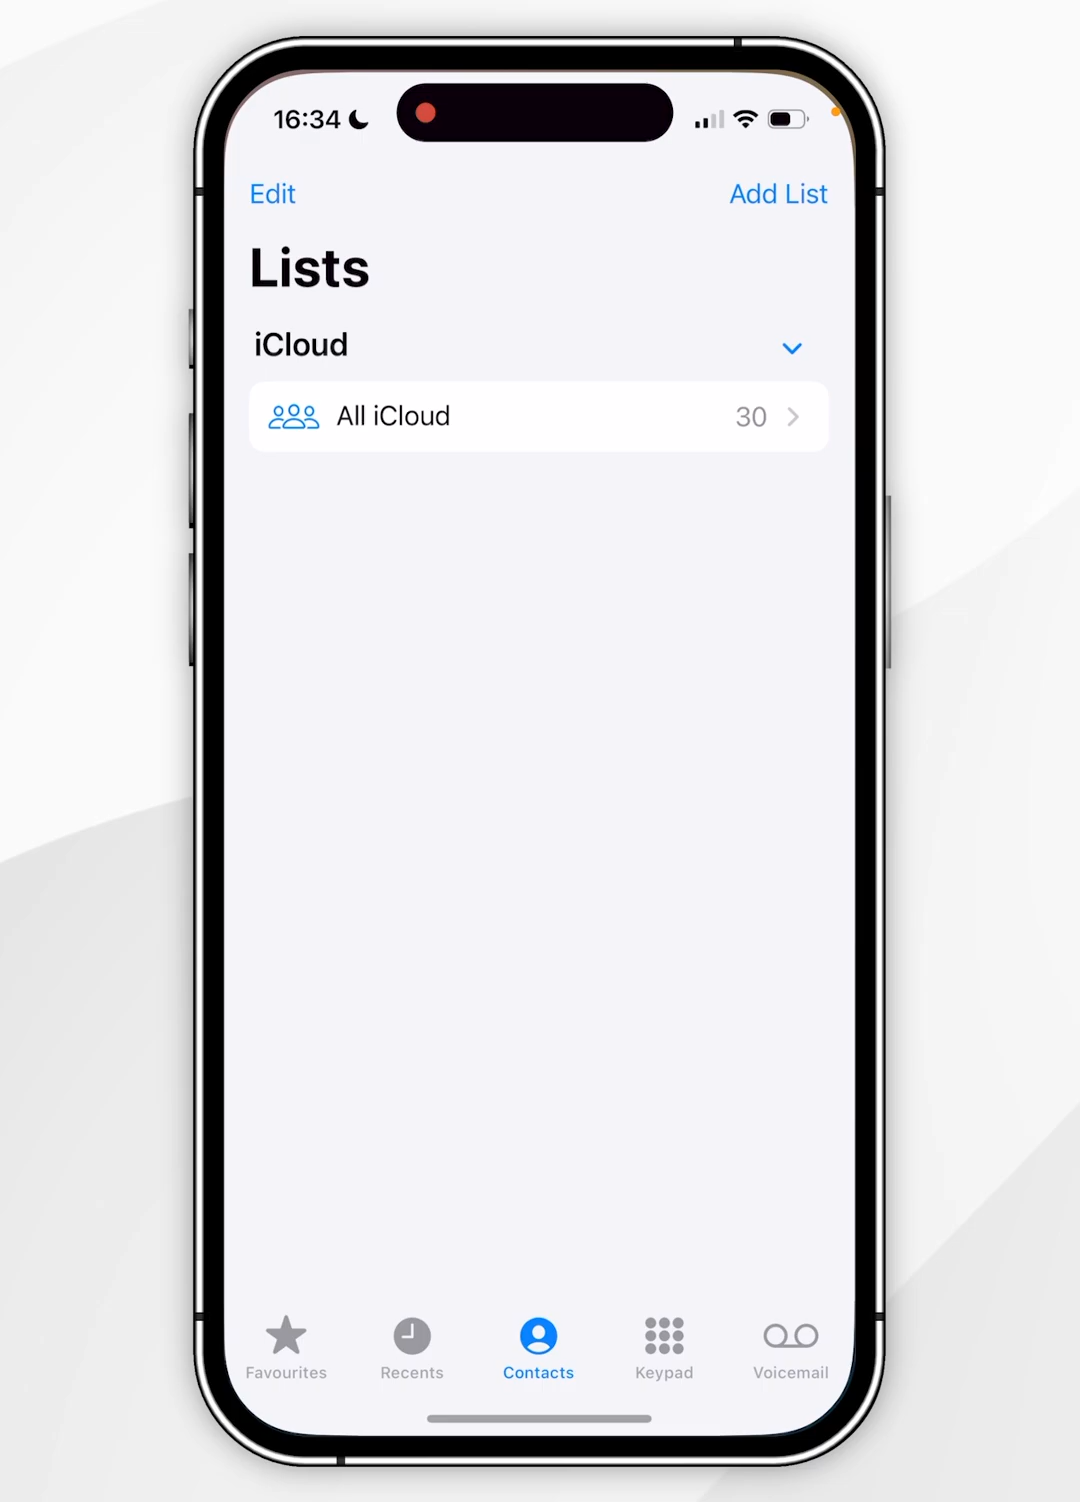 16:34
Edit
Add List
Lists
iCloud
All iCloud 30
Favourites Recents Contacts Keypad Voicemail